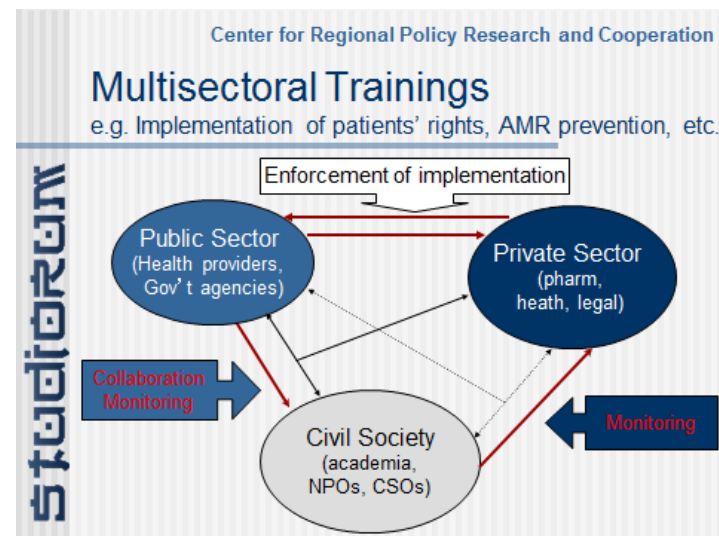 Center for Regional Policy Research and Cooperation
Multisectoral Trainings
e.g. Implementation of patients' rights, AMR prevention, etc.
studiorum
Enforcement of implementation
Public Sector
(Health providers,
Gov't agencies)
Private Sector
(pharm,
heath, legal)
Collaboration
Monitoring
Civil Society
(academia,
NPOs, CSOs)
Monitoring